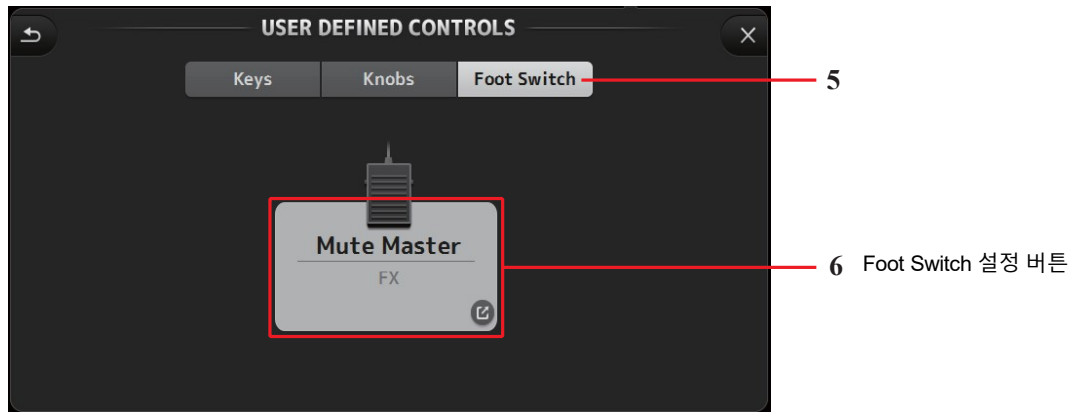 USER DEFINED CONTROLS
Keys Knobs Foot Switch
5
Mute Master
FX
6 Foot Switch 설정 버튼